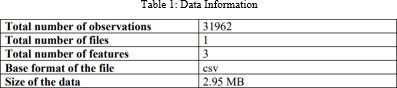 Table 1: Data Information
Total number of observations 31962
Total number of files 1
Total number of features 3
Base format of the file csv
Size of the data 2.95 MB